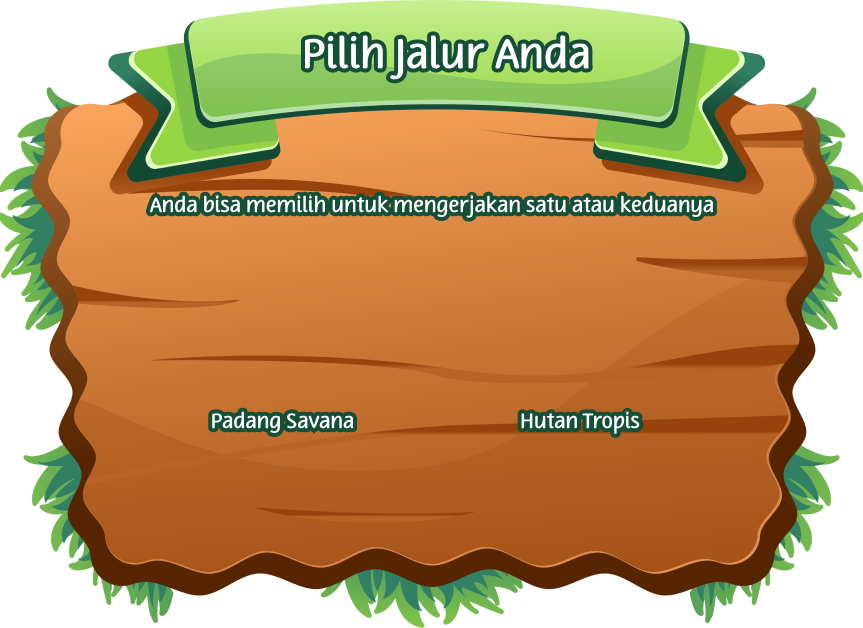 Pilih Jalur Anda
Anda bisa memilih untuk mengerjakan satu atau keduanya
Padang Savana
Hutan Tropis